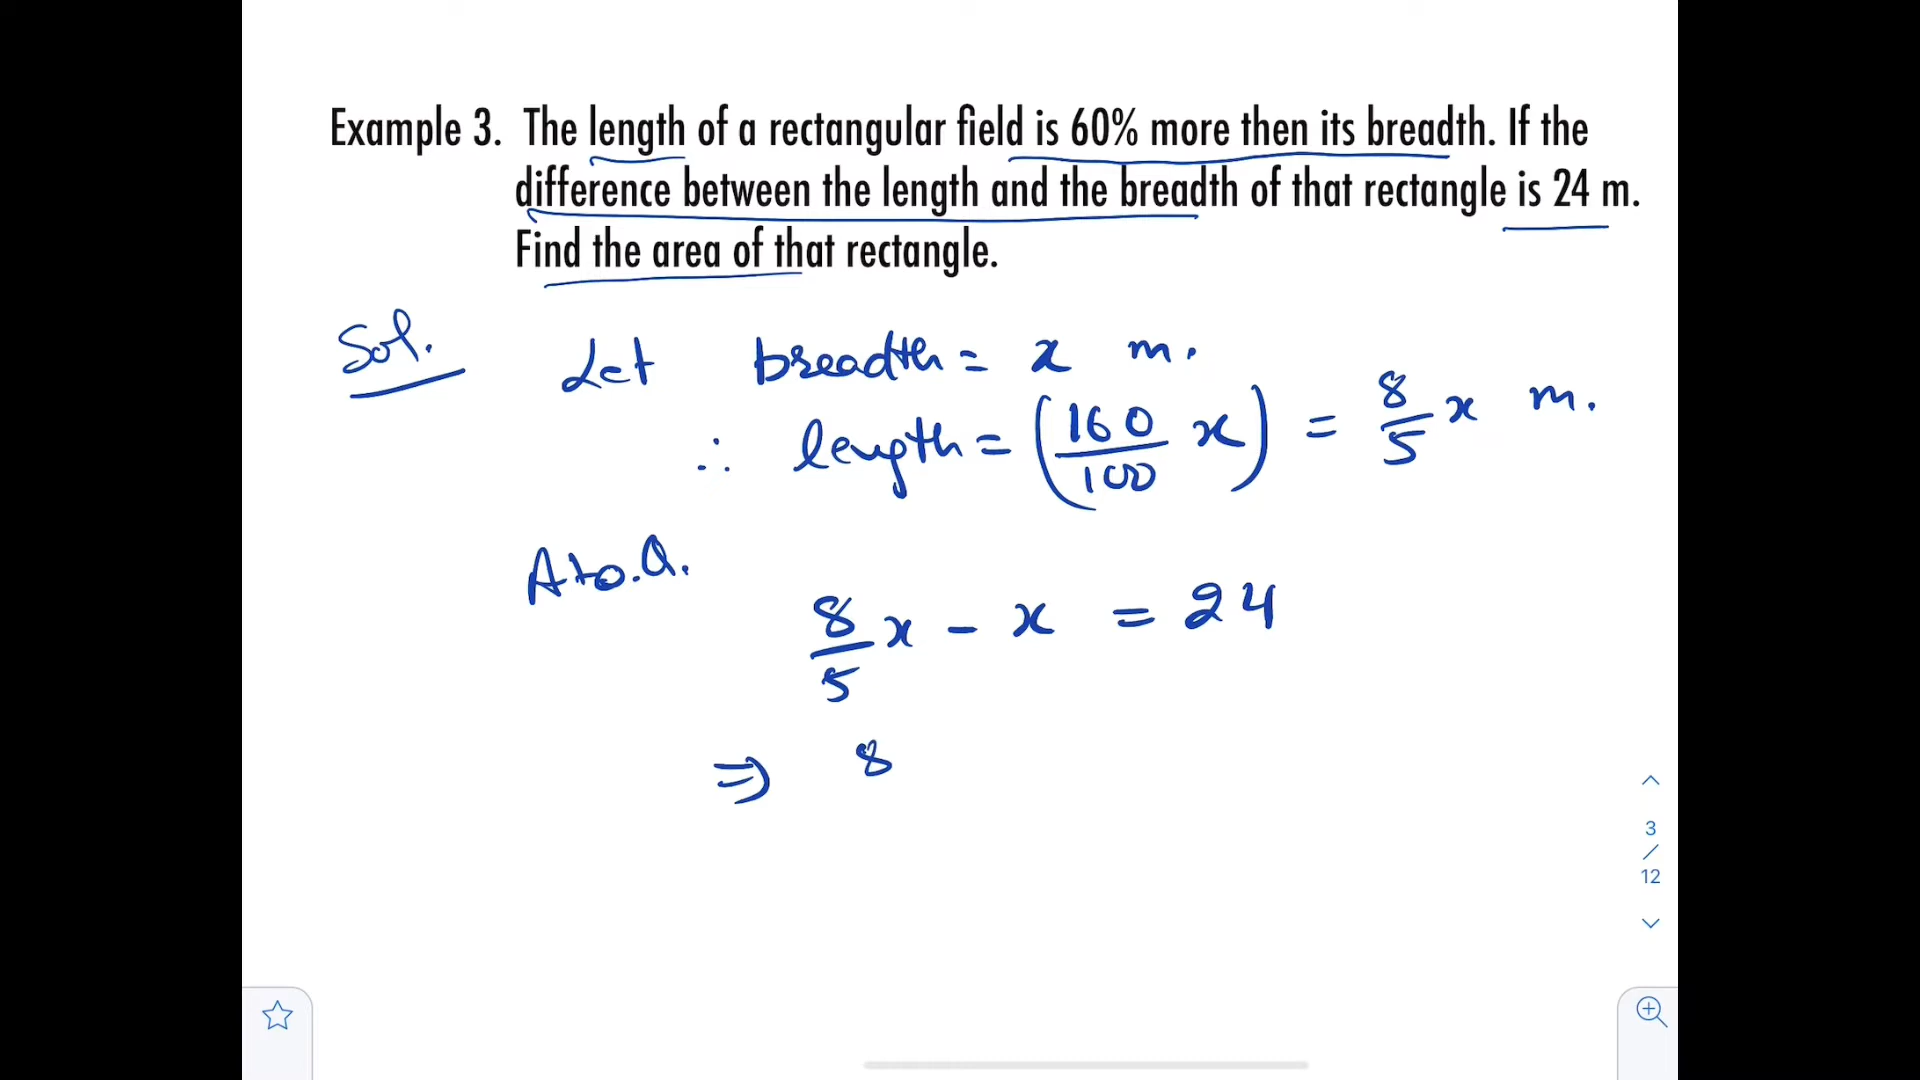 Example 3. The length of a rectangular field is 60% more then its breadth. If the
difference between the length and the breadth of that rectangle is 24 m.
Find the area of that rectangle.
Sol. Let breadth = x m.
∴ length = (160/100 x) = 8/5 x m.
A to. Q.
8/5 x - x = 24
⇒ 8
3
/
12